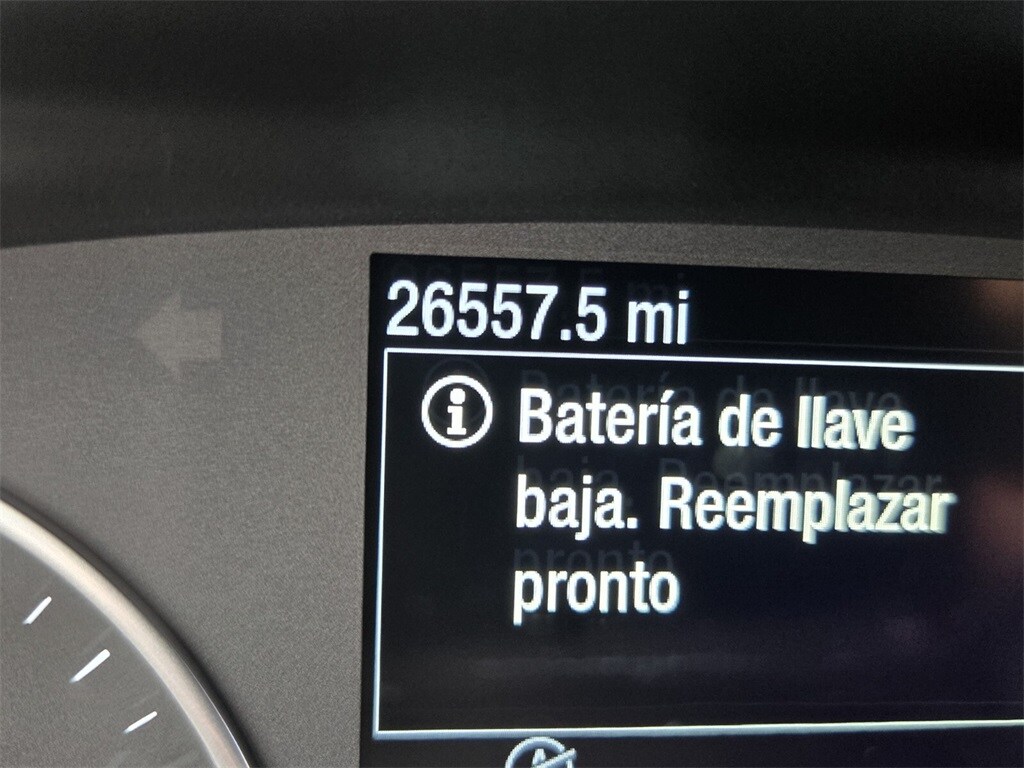 26557.5 mi
Batería de llave
baja. Reemplazar
pronto